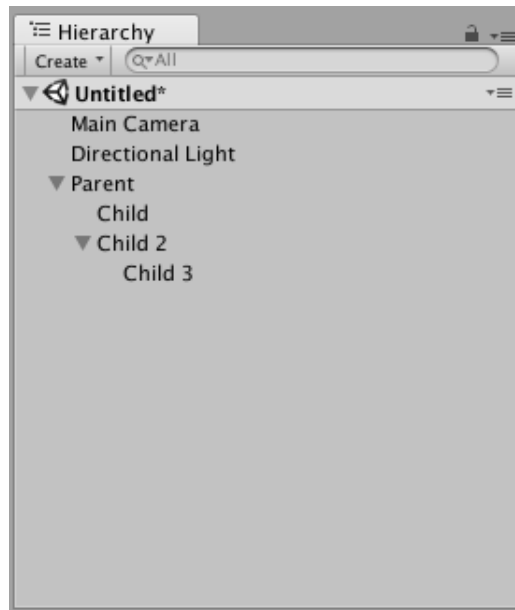 Hierarchy
Create All
Untitled*
Main Camera
Directional Light
Parent
Child
Child 2
Child 3